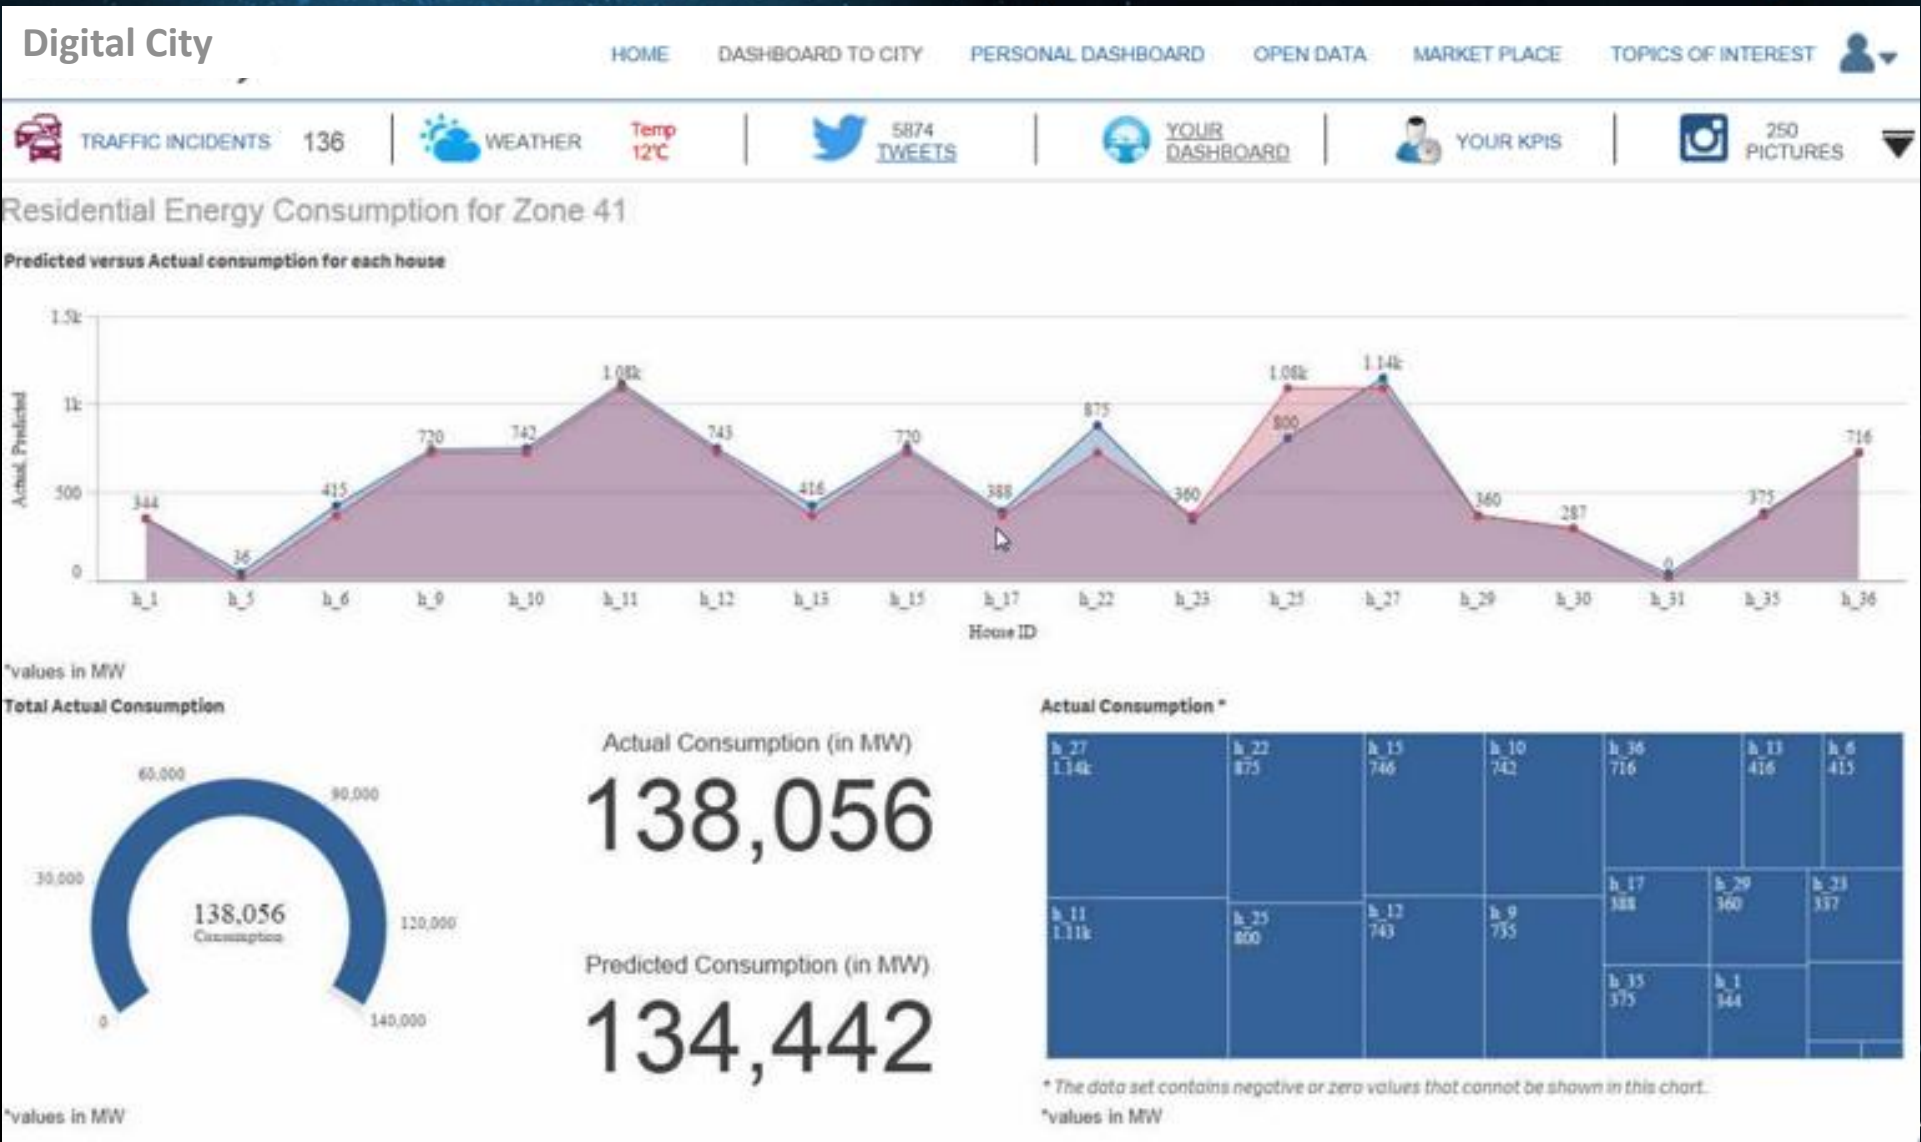 Digital City
HOME DASHBOARD TO CITY PERSONAL DASHBOARD OPEN DATA MARKET PLACE TOPICS OF INTEREST
TRAFFIC INCIDENTS 136
WEATHER
Temp
12°C
5874
TWEETS
YOUR
DASHBOARD
YOUR KPIS
250
PICTURES
Residential Energy Consumption for Zone 41
Predicted versus Actual consumption for each house
Actual, Predicted
1.5k
1k
500
0
344 36 415 720 742 1.08k 743 416 720 388 875 360 1.08k 800 1.14k 360 287 0 375 716
h_1 h_5 h_6 h_9 h_10 h_11 h_12 h_13 h_15 h_17 h_22 h_23 h_25 h_27 h_29 h_30 h_31 h_35 h_36
House ID
*values in MW
Total Actual Consumption
0
30,000
60,000
90,000
120,000
140,000
138,056
Consumption
*values in MW
Actual Consumption (in MW)
138,056
Predicted Consumption (in MW)
134,442
Actual Consumption *
h_27
1.14k
h_22
875
h_15
746
h_10
742
h_36
716
h_13
416
h_6
415
h_11
1.11k
h_25
800
h_12
743
h_9
735
h_17
388
h_29
360
h_23
337
h_35
375
h_1
344
* The data set contains negative or zero values that cannot be shown in this chart.
*values in MW